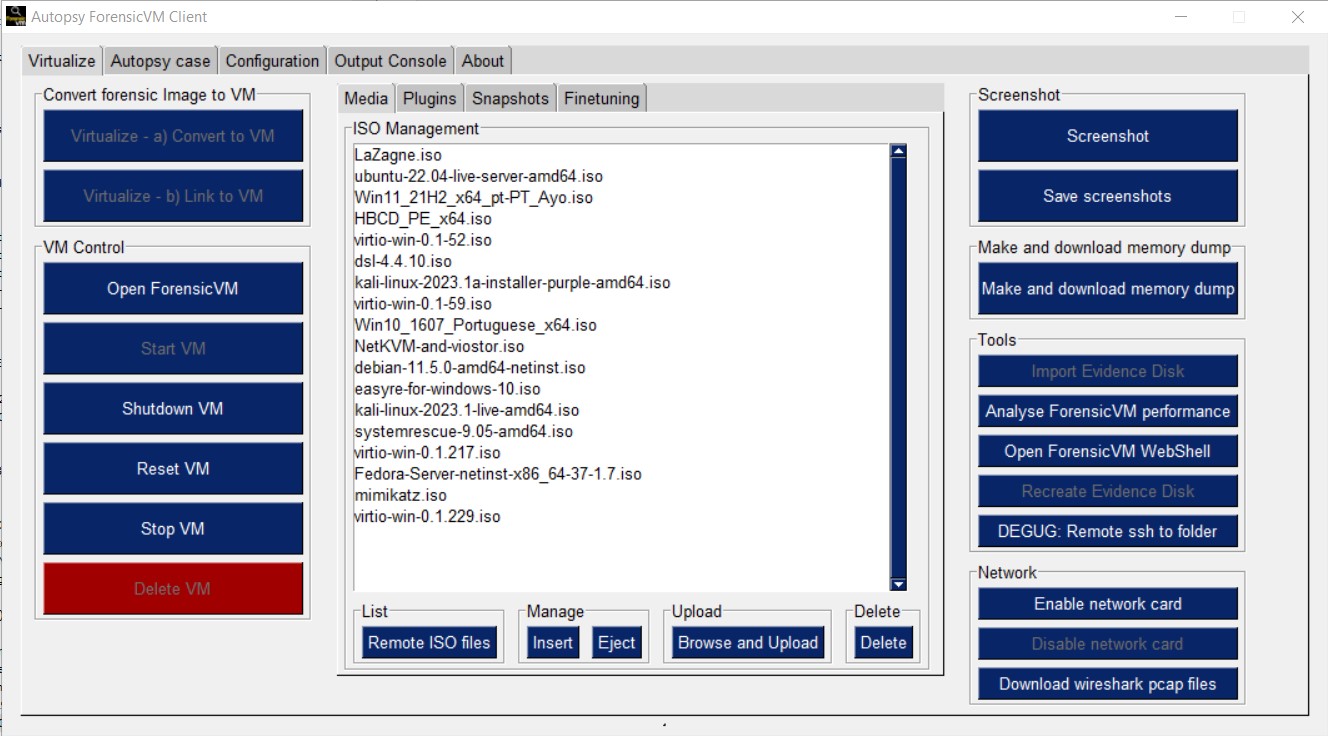 Autopsy ForensicVM Client
Virtualize Autopsy case Configuration Output Console About
Convert forensic Image to VM
Virtualize - a) Convert to VM
Virtualize - b) Link to VM
VM Control
Open ForensicVM
Start VM
Shutdown VM
Reset VM
Stop VM
Delete VM
Media Plugins Snapshots Finetuning
ISO Management
LaZagne.iso
ubuntu-22.04-live-server-amd64.iso
Win11_21H2_x64_pt-PT_Ayo.iso
HBCD_PE_x64.iso
virtio-win-0.1-52.iso
dsl-4.4.10.iso
kali-linux-2023.1a-installer-purple-amd64.iso
virtio-win-0.1-59.iso
Win10_1607_Portuguese_x64.iso
NetKVM-and-viostor.iso
debian-11.5.0-amd64-netinst.iso
easyre-for-windows-10.iso
kali-linux-2023.1-live-amd64.iso
systemrescue-9.05-amd64.iso
virtio-win-0.1.217.iso
Fedora-Server-netinst-x86_64-37-1.7.iso
mimikatz.iso
virtio-win-0.1.229.iso
List
Remote ISO files
Manage
Insert Eject
Upload
Browse and Upload
Delete
Delete
Screenshot
Screenshot
Save screenshots
Make and download memory dump
Make and download memory dump
Tools
Import Evidence Disk
Analyse ForensicVM performance
Open ForensicVM WebShell
Recreate Evidence Disk
DEGUG: Remote ssh to folder
Network
Enable network card
Disable network card
Download wireshark pcap files